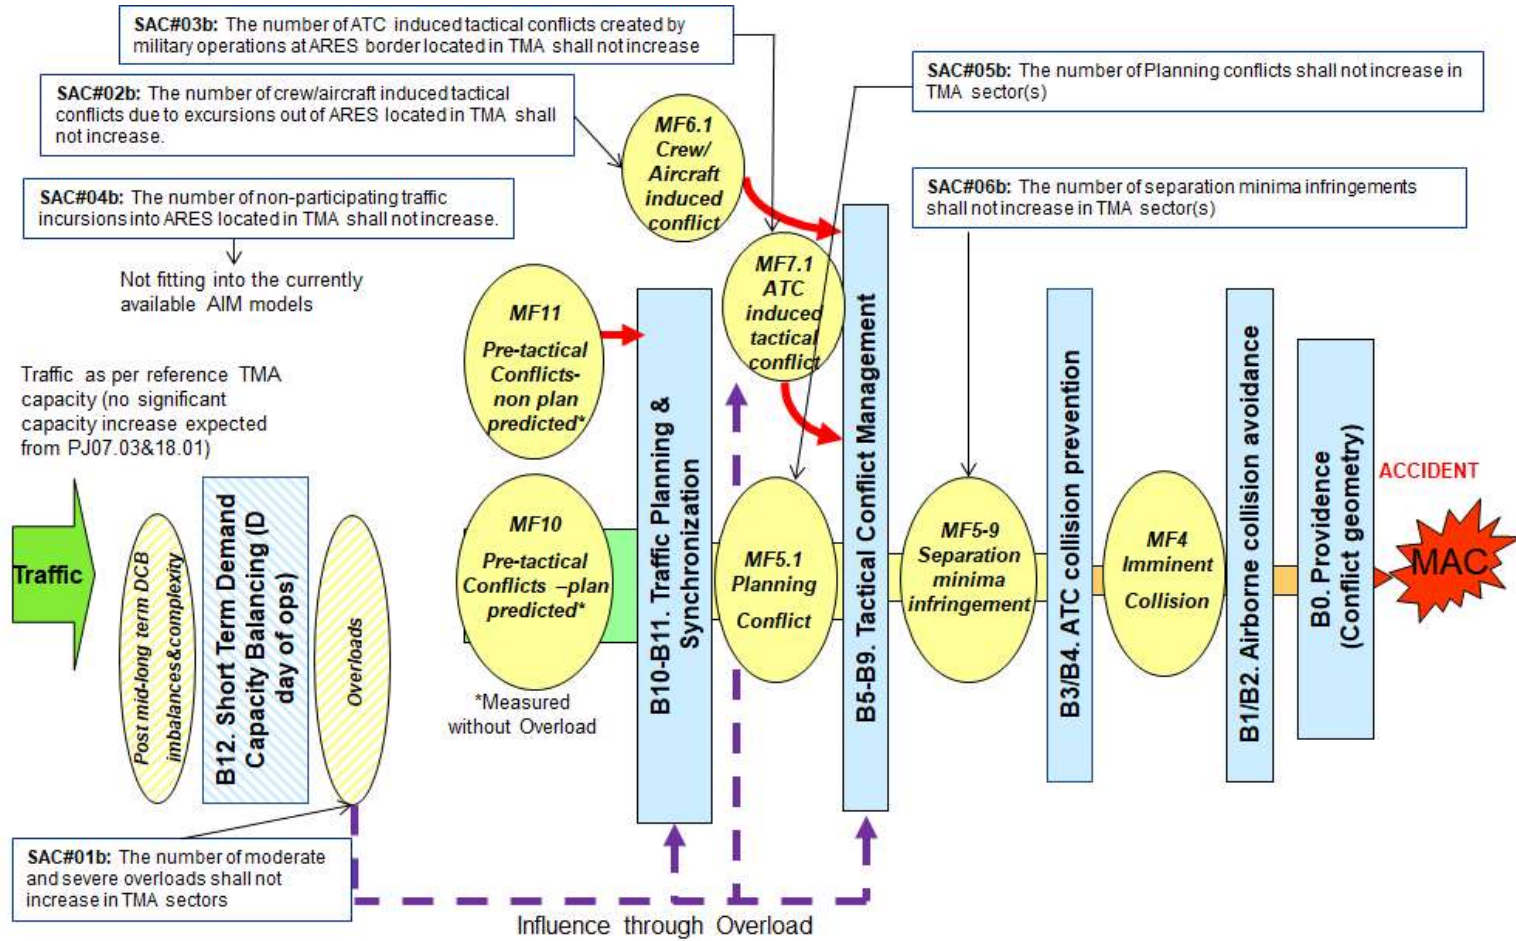 SAC#03b: The number of ATC induced tactical conflicts created by
military operations at ARES border located in TMA shall not increase
SAC#02b: The number of crew/aircraft induced tactical
conflicts due to excursions out of ARES located in TMA shall
not increase.
SAC#04b: The number of non-participating traffic
incursions into ARES located in TMA shall not increase.
Not fitting into the currently
available AIM models
SAC#05b: The number of Planning conflicts shall not increase in
TMA sector(s)
SAC#06b: The number of separation minima infringements
shall not increase in TMA sector(s)
MF6.1
Crew/
Aircraft
induced
conflict
MF7.1
ATC
induced
tactical
conflict
MF11
Pre-tactical
Conflicts-
non plan
predicted*
Traffic as per reference TMA
capacity (no significant
capacity increase expected
from PJ07.03&18.01)
Traffic
Post mid-long term DCB
imbalances&complexity
B12. Short Term Demand
Capacity Balancing (D
day of ops)
Overloads
MF10
Pre-tactical
Conflicts –plan
predicted*
*Measured
without Overload
B10-B11. Traffic Planning &
Synchronization
MF5.1
Planning
Conflict
B5-B9. Tactical Conflict Management
MF5-9
Separation
minima
infringement
B3/B4. ATC collision prevention
MF4
Imminent
Collision
B1/B2. Airborne collision avoidance
B0. Providence
(Conflict geometry)
ACCIDENT
MAC
SAC#01b: The number of moderate
and severe overloads shall not
increase in TMA sectors
Influence through Overload